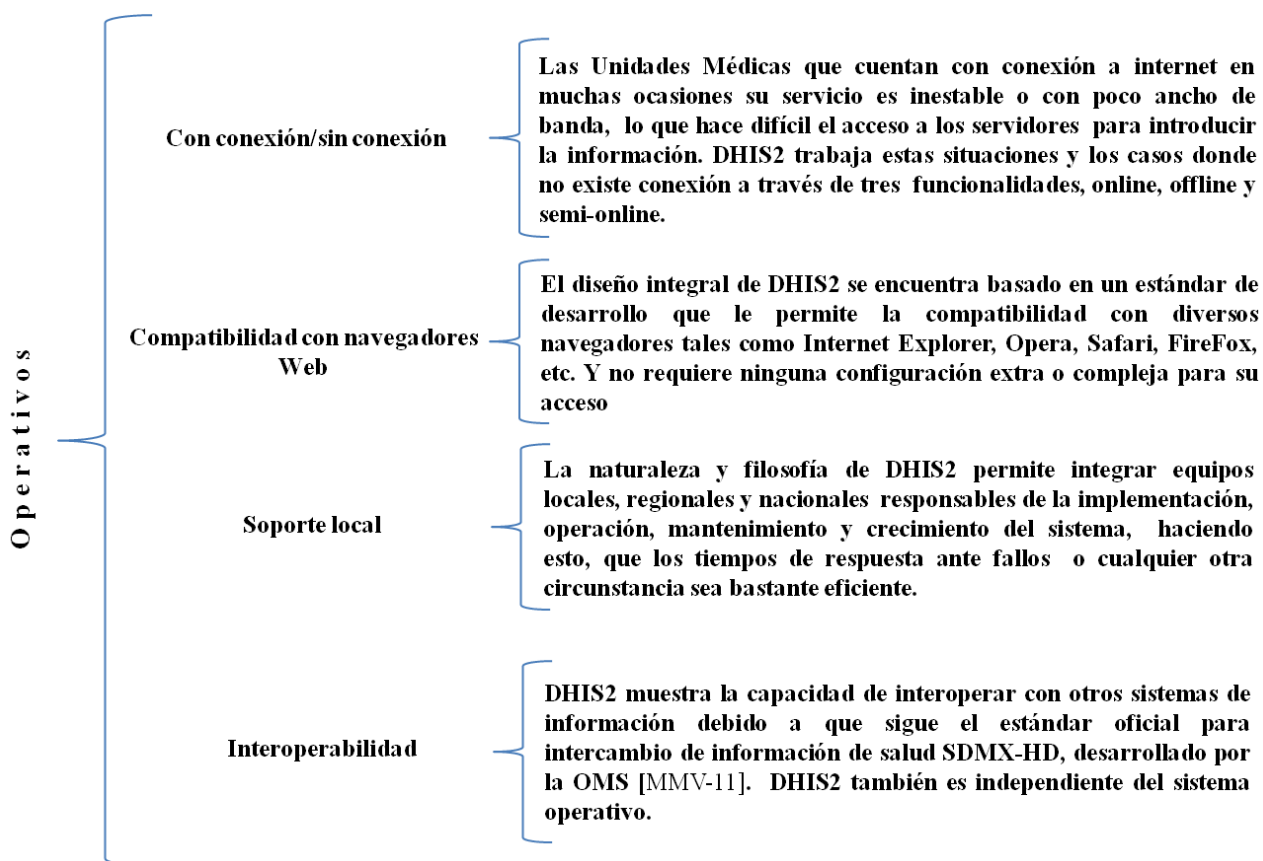 Operativos
Con conexión/sin conexión
Las Unidades Médicas que cuentan con conexión a internet en
muchas ocasiones su servicio es inestable o con poco ancho de
banda, lo que hace difícil el acceso a los servidores para introducir
la información. DHIS2 trabaja estas situaciones y los casos donde
no existe conexión a través de tres funcionalidades, online, offline y
semi-online.
Compatibilidad con navegadores
Web
El diseño integral de DHIS2 se encuentra basado en un estándar de
desarrollo que le permite la compatibilidad con diversos
navegadores tales como Internet Explorer, Opera, Safari, FireFox,
etc. Y no requiere ninguna configuración extra o compleja para su
acceso
Soporte local
La naturaleza y filosofía de DHIS2 permite integrar equipos
locales, regionales y nacionales responsables de la implementación,
operación, mantenimiento y crecimiento del sistema, haciendo
esto, que los tiempos de respuesta ante fallos o cualquier otra
circunstancia sea bastante eficiente.
Interoperabilidad
DHIS2 muestra la capacidad de interoperar con otros sistemas de
información debido a que sigue el estándar oficial para
intercambio de información de salud SDMX-HD, desarrollado por
la OMS [MMV-11]. DHIS2 también es independiente del sistema
operativo.